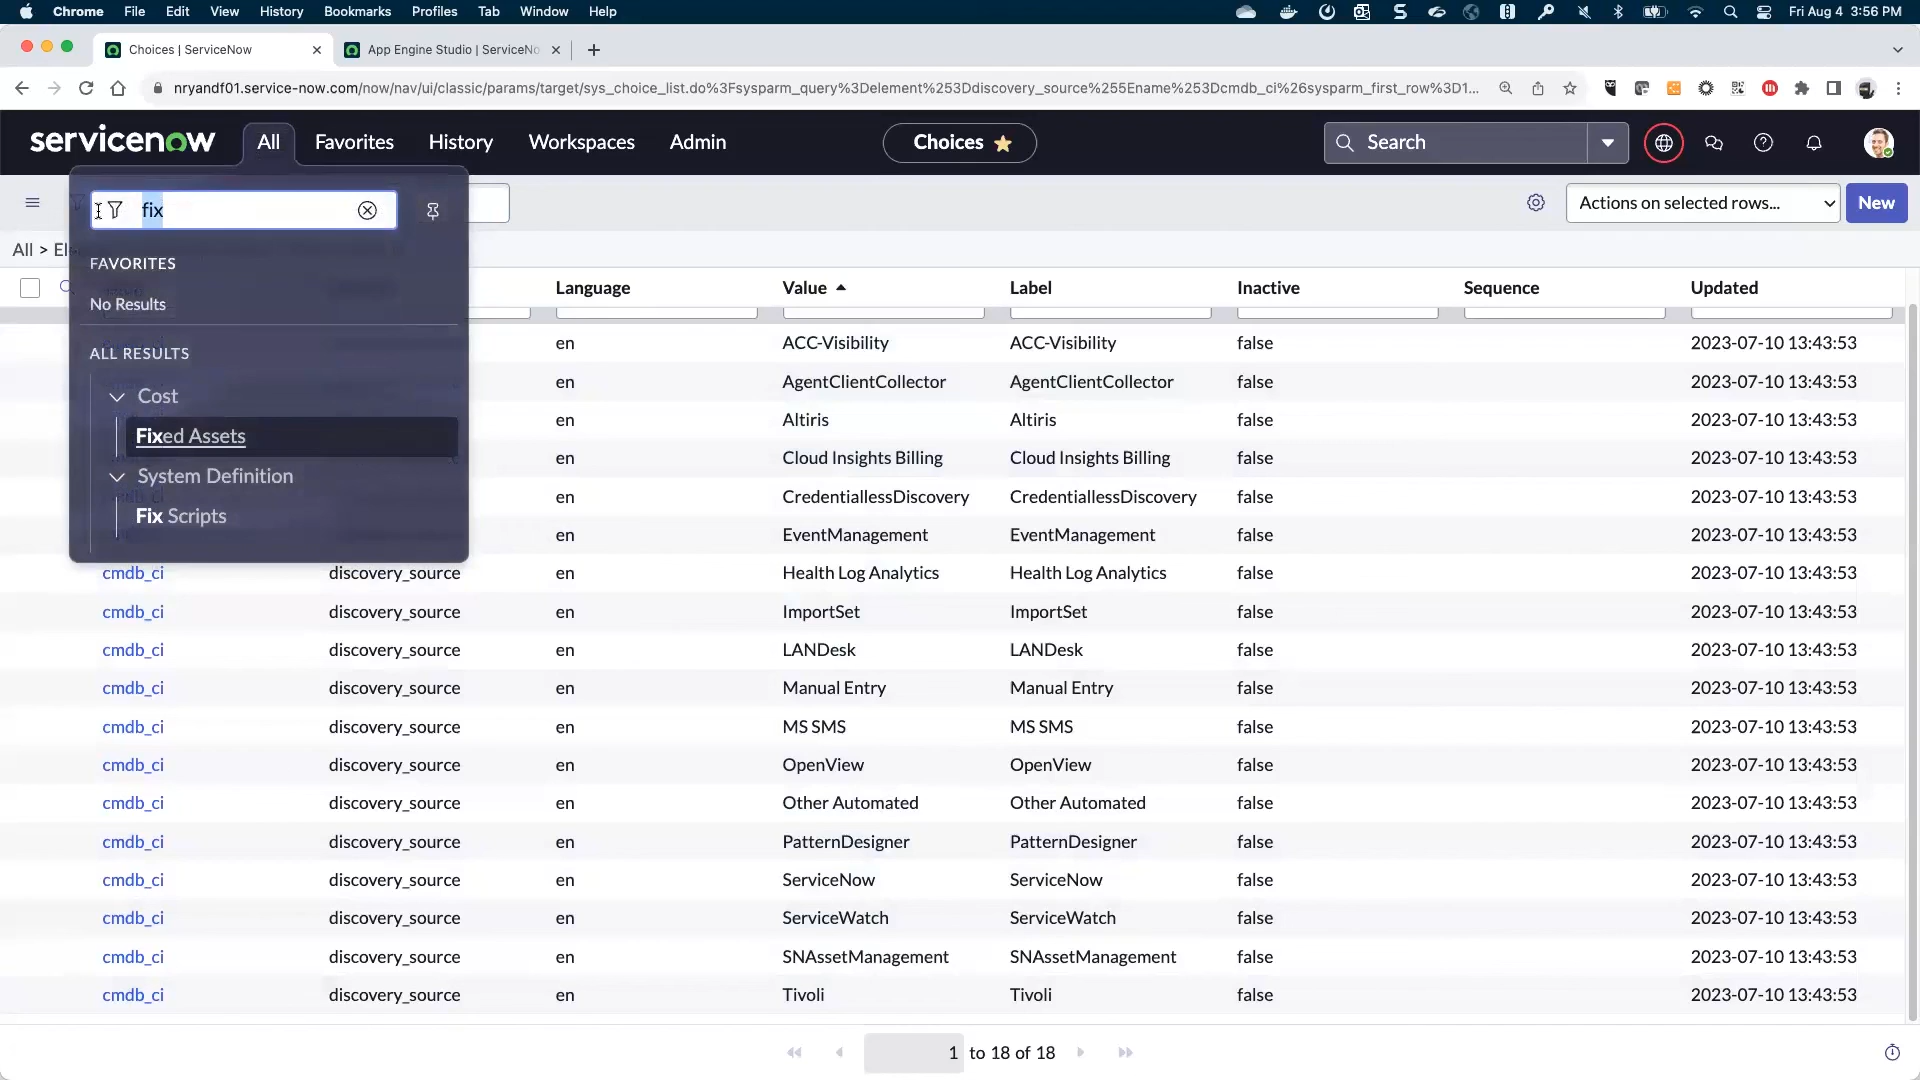 Chrome File Edit View History Bookmarks Profiles Tab Window Help Fri Aug 4 3:56 PM
Choices | ServiceNow App Engine Studio | ServiceNo
nryandf01.service-now.com/now/nav/ui/classic/params/target/sys_choice_list.do%3Fsysparm_query%3Delement%253Ddiscovery_source%255Ename%253Dcmdb_ci%26sysparm_first_row%3D1...
servicenow All Favorites History Workspaces Admin Choices Search
fix Actions on selected rows... New
All > El
FAVORITES
No Results
ALL RESULTS
Cost
Fixed Assets
System Definition
Fix Scripts
Language Value Label Inactive Sequence Updated
en ACC-Visibility ACC-Visibility false 2023-07-10 13:43:53
en AgentClientCollector AgentClientCollector false 2023-07-10 13:43:53
en Altiris Altiris false 2023-07-10 13:43:53
en Cloud Insights Billing Cloud Insights Billing false 2023-07-10 13:43:53
en CredentiallessDiscovery CredentiallessDiscovery false 2023-07-10 13:43:53
en EventManagement EventManagement false 2023-07-10 13:43:53
cmdb_ci discovery_source en Health Log Analytics Health Log Analytics false 2023-07-10 13:43:53
cmdb_ci discovery_source en ImportSet ImportSet false 2023-07-10 13:43:53
cmdb_ci discovery_source en LANDesk LANDesk false 2023-07-10 13:43:53
cmdb_ci discovery_source en Manual Entry Manual Entry false 2023-07-10 13:43:53
cmdb_ci discovery_source en MS SMS MS SMS false 2023-07-10 13:43:53
cmdb_ci discovery_source en OpenView OpenView false 2023-07-10 13:43:53
cmdb_ci discovery_source en Other Automated Other Automated false 2023-07-10 13:43:53
cmdb_ci discovery_source en PatternDesigner PatternDesigner false 2023-07-10 13:43:53
cmdb_ci discovery_source en ServiceNow ServiceNow false 2023-07-10 13:43:53
cmdb_ci discovery_source en ServiceWatch ServiceWatch false 2023-07-10 13:43:53
cmdb_ci discovery_source en SNAssetManagement SNAssetManagement false 2023-07-10 13:43:53
cmdb_ci discovery_source en Tivoli Tivoli false 2023-07-10 13:43:53
1 to 18 of 18